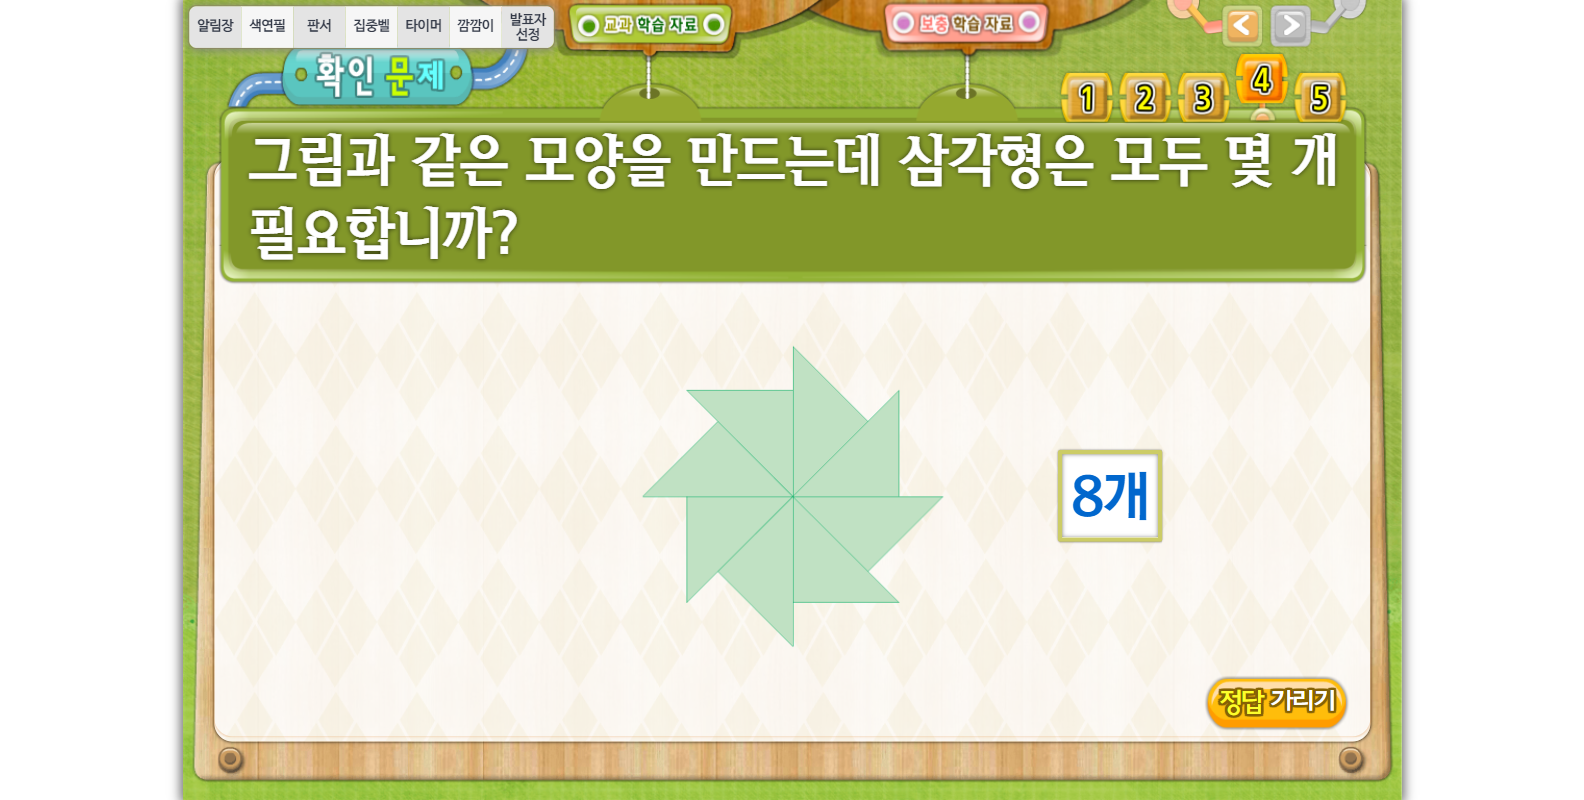 알림장 색연필 판서 집중벨 타이머 깜깜이 발표자 선정
교과 학습 자료
보충 학습 자료
확인 문제
1 2 3 4 5
그림과 같은 모양을 만드는데 삼각형은 모두 몇 개
필요합니까?
8개
정답 가리기